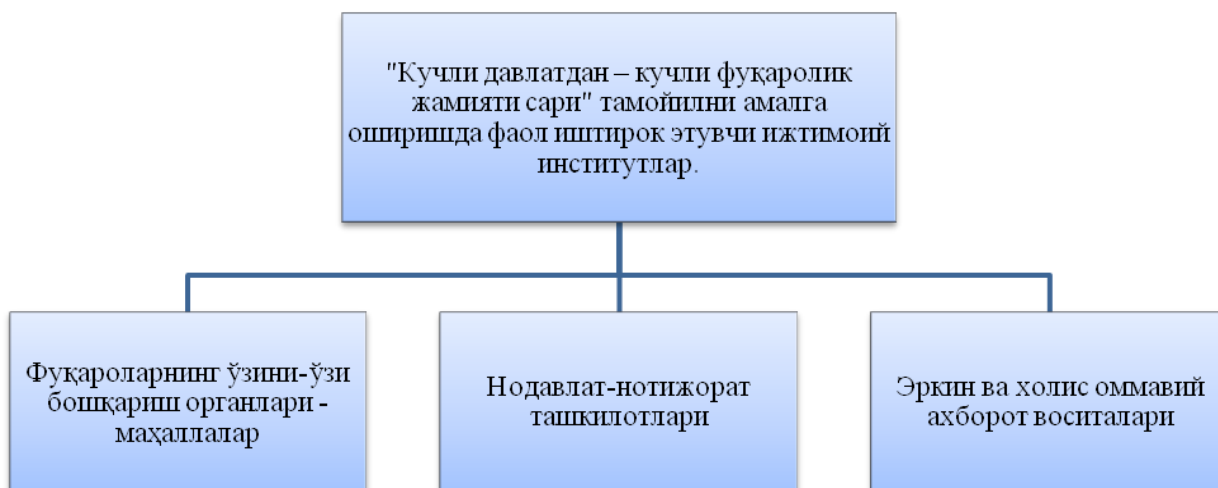 "Кучли давлатдан – кучли фуқаролик
жамияти сари" тамойилни амалга
оширишда фаол иштирок этувчи ижтимоий
институтлар.
Фуқароларнинг ўзини-ўзи
бошқариш органлари -
маҳаллалар
Нодавлат-нотижорат
ташкилотлари
Эркин ва холис оммавий
ахборот воситалари